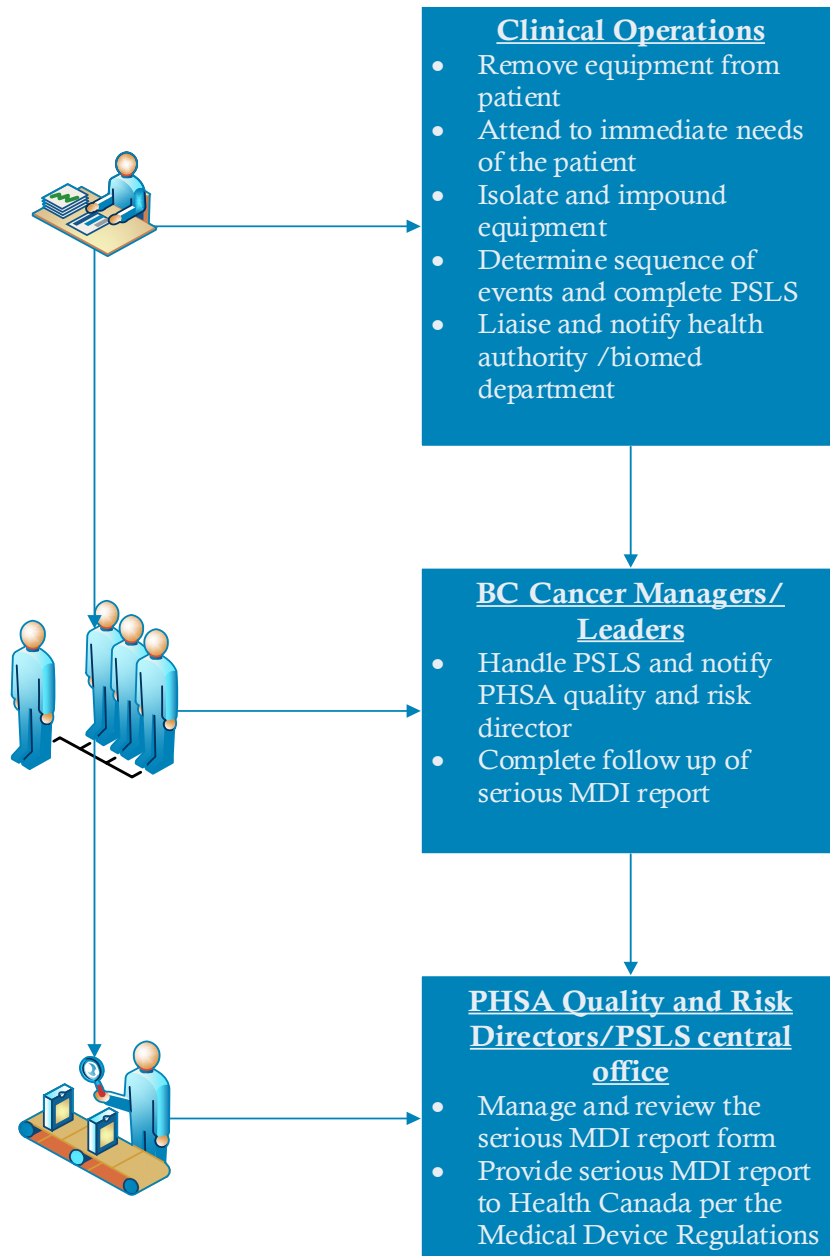 Clinical Operations
• Remove equipment from
patient
• Attend to immediate needs
of the patient
• Isolate and impound
equipment
• Determine sequence of
events and complete PSLS
• Liaise and notify health
authority /biomed
department
BC Cancer Managers/
Leaders
• Handle PSLS and notify
PHSA quality and risk
director
• Complete follow up of
serious MDI report
PHSA Quality and Risk
Directors/PSLS central
office
• Manage and review the
serious MDI report form
• Provide serious MDI report
to Health Canada per the
Medical Device Regulations